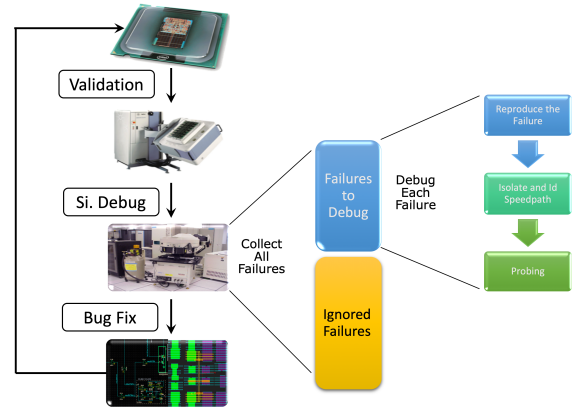 Validation
Si. Debug
Bug Fix
Collect
All
Failures
Failures
to
Debug
Ignored
Failures
Debug
Each
Failure
Reproduce the
Failure
Isolate and Id
Speedpath
Probing